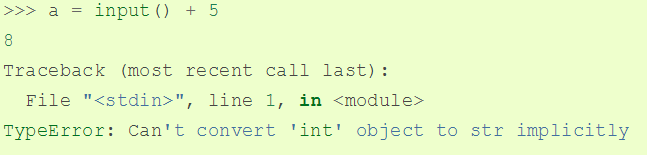 >>> a = input() + 5
8
Traceback (most recent call last):
  File "<stdin>", line 1, in <module>
TypeError: Can't convert 'int' object to str implicitly